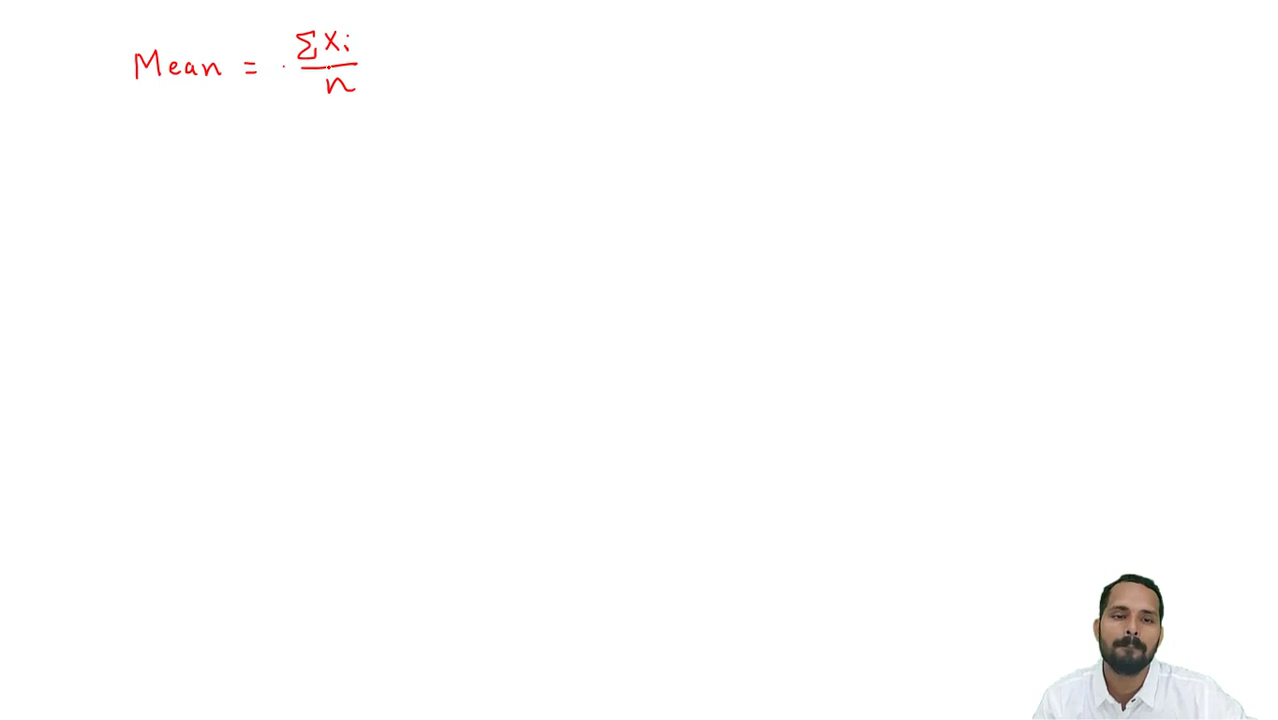 Mean = Σxi / n